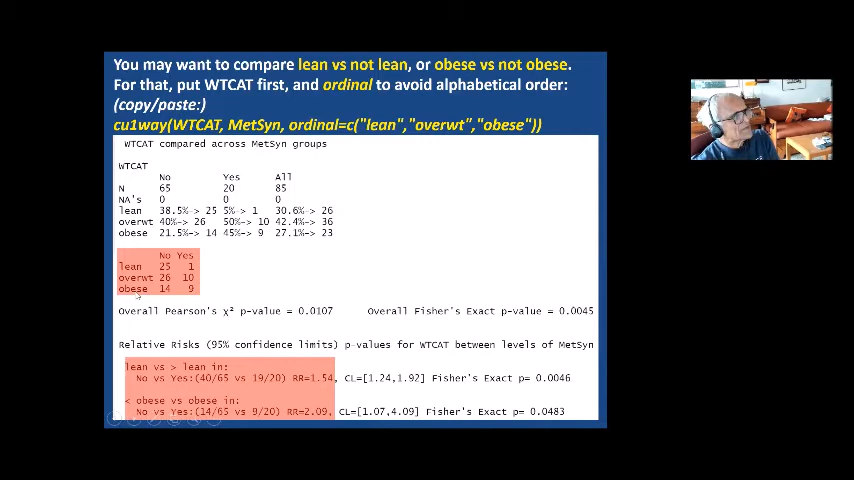 You may want to compare lean vs not lean, or obese vs not obese.
For that, put WTCAT first, and ordinal to avoid alphabetical order:
(copy/paste:)
cu1way(WTCAT, MetSyn, ordinal=c("lean","overwt","obese"))
WTCAT compared across MetSyn groups
WTCAT
No Yes All
N 65 20 85
NA's 0 0 0
lean 38.5%-> 25 5%-> 1 30.6%-> 26
overwt 40%-> 26 50%-> 10 42.4%-> 36
obese 21.5%-> 14 45%-> 9 27.1%-> 23
No Yes
lean 25 1
overwt 26 10
obese 14 9
Overall Pearson's χ² p-value = 0.0107 Overall Fisher's Exact p-value = 0.0045
Relative Risks (95% confidence limits) p-values for WTCAT between levels of MetSyn
lean vs > lean in:
No vs Yes:(40/65 vs 19/20) RR=1.54, CL=[1.24,1.92] Fisher's Exact p= 0.0046
< obese vs obese in:
No vs Yes:(14/65 vs 9/20) RR=2.09, CL=[1.07,4.09] Fisher's Exact p= 0.0483